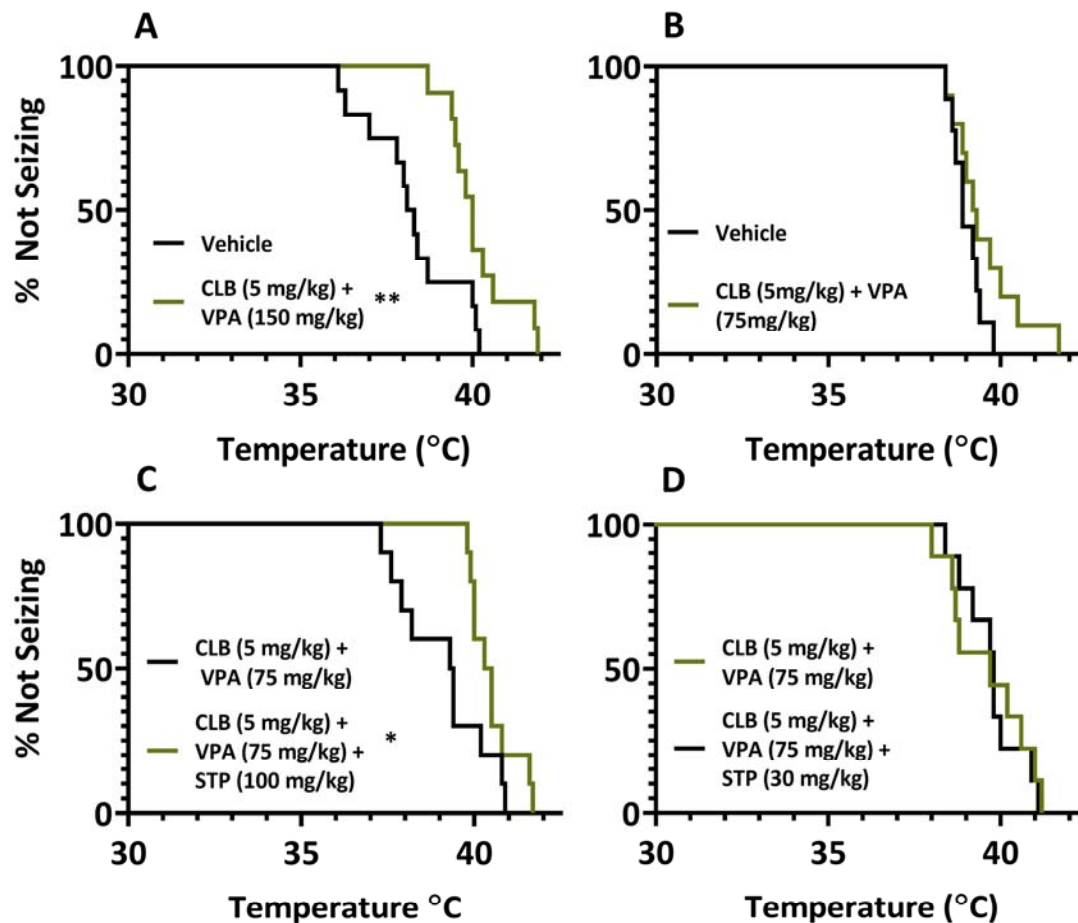 A
% Not Seizing
100
50
0
Vehicle
CLB (5 mg/kg) +
VPA (150 mg/kg)
**
30
35
40
Temperature (°C)
B
100
50
0
Vehicle
CLB (5mg/kg) + VPA
(75mg/kg)
30
35
40
Temperature (°C)
C
% Not Seizing
100
50
0
CLB (5 mg/kg) +
VPA (75 mg/kg)
CLB (5 mg/kg) +
VPA (75 mg/kg) +
STP (100 mg/kg)
*
30
35
40
Temperature °C
D
100
50
0
CLB (5 mg/kg) +
VPA (75 mg/kg)
CLB (5 mg/kg) +
VPA (75 mg/kg) +
STP (30 mg/kg)
30
35
40
Temperature (°C)